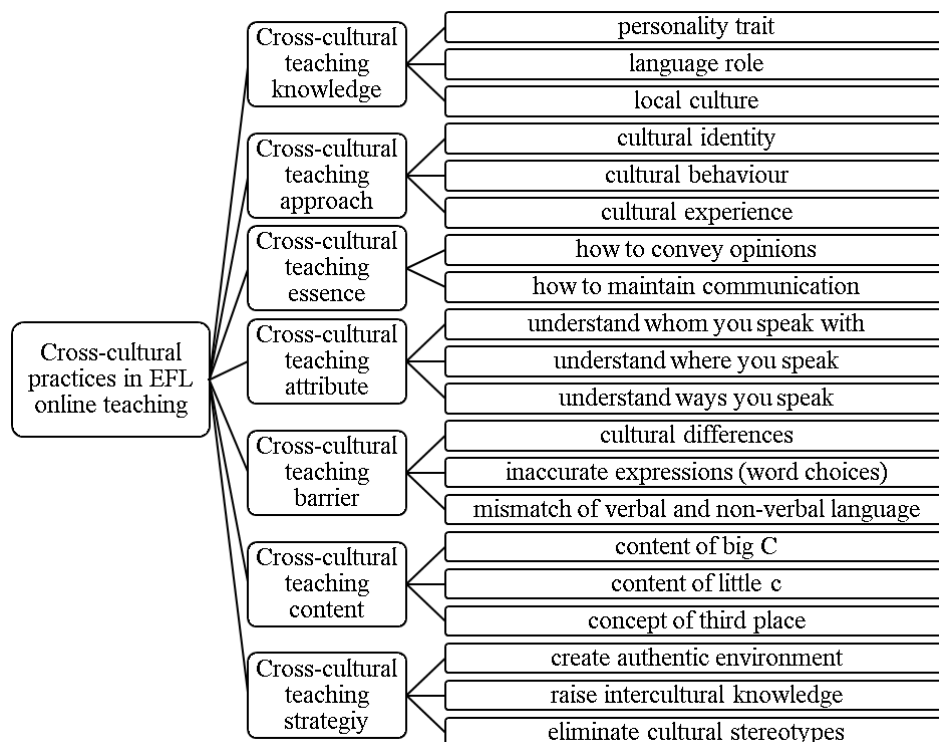 Cross-cultural
practices in EFL
online teaching
Cross-cultural
teaching
knowledge
personality trait
language role
local culture
Cross-cultural
teaching
approach
cultural identity
cultural behaviour
cultural experience
Cross-cultural
teaching
essence
how to convey opinions
how to maintain communication
Cross-cultural
teaching
attribute
understand whom you speak with
understand where you speak
understand ways you speak
Cross-cultural
teaching
barrier
cultural differences
inaccurate expressions (word choices)
mismatch of verbal and non-verbal language
Cross-cultural
teaching
content
content of big C
content of little c
concept of third place
Cross-cultural
teaching
strategiy
create authentic environment
raise intercultural knowledge
eliminate cultural stereotypes